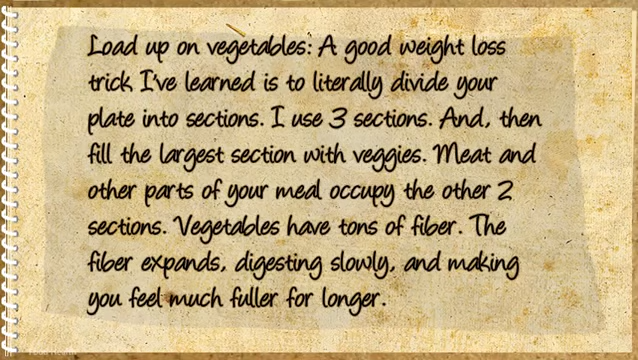 Load up on vegetables: A good weight loss
trick I've learned is to literally divide your
plate into sections. I use 3 sections. And, then
fill the largest section with veggies. Meat and
other parts of your meal occupy the other 2
sections. Vegetables have tons of fiber. The
fiber expands, digesting slowly, and making
you feel much fuller for longer.